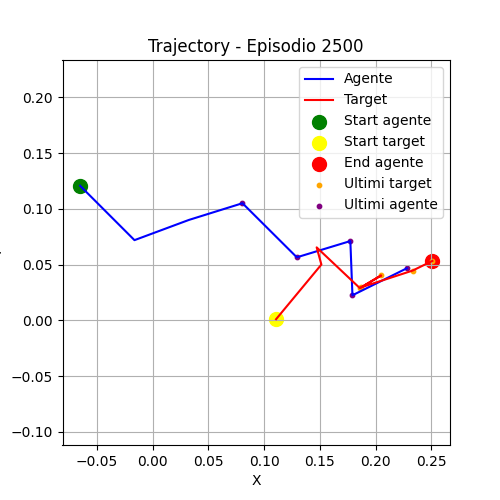 Trajectory - Episodio 2500
Agente
Target
Start agente
Start target
End agente
Ultimi target
Ultimi agente
0.20
0.15
0.10
0.05
0.00
−0.05
−0.10
−0.05
0.00
0.05
0.10
0.15
0.20
0.25
X